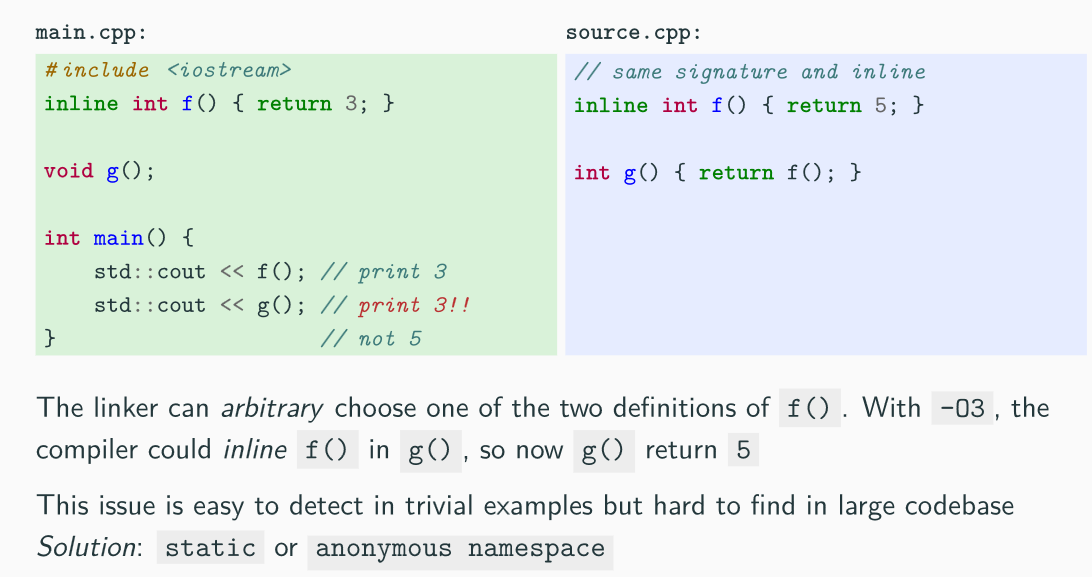 main.cpp:
#include <iostream>
inline int f() { return 3; }
void g();
int main() {
    std::cout << f(); // print 3
    std::cout << g(); // print 3!!
}                     // not 5
source.cpp:
// same signature and inline
inline int f() { return 5; }
int g() { return f(); }
The linker can arbitrary choose one of the two definitions of f() . With -O3 , the
compiler could inline f() in g() , so now g() return 5
This issue is easy to detect in trivial examples but hard to find in large codebase
Solution: static or anonymous namespace